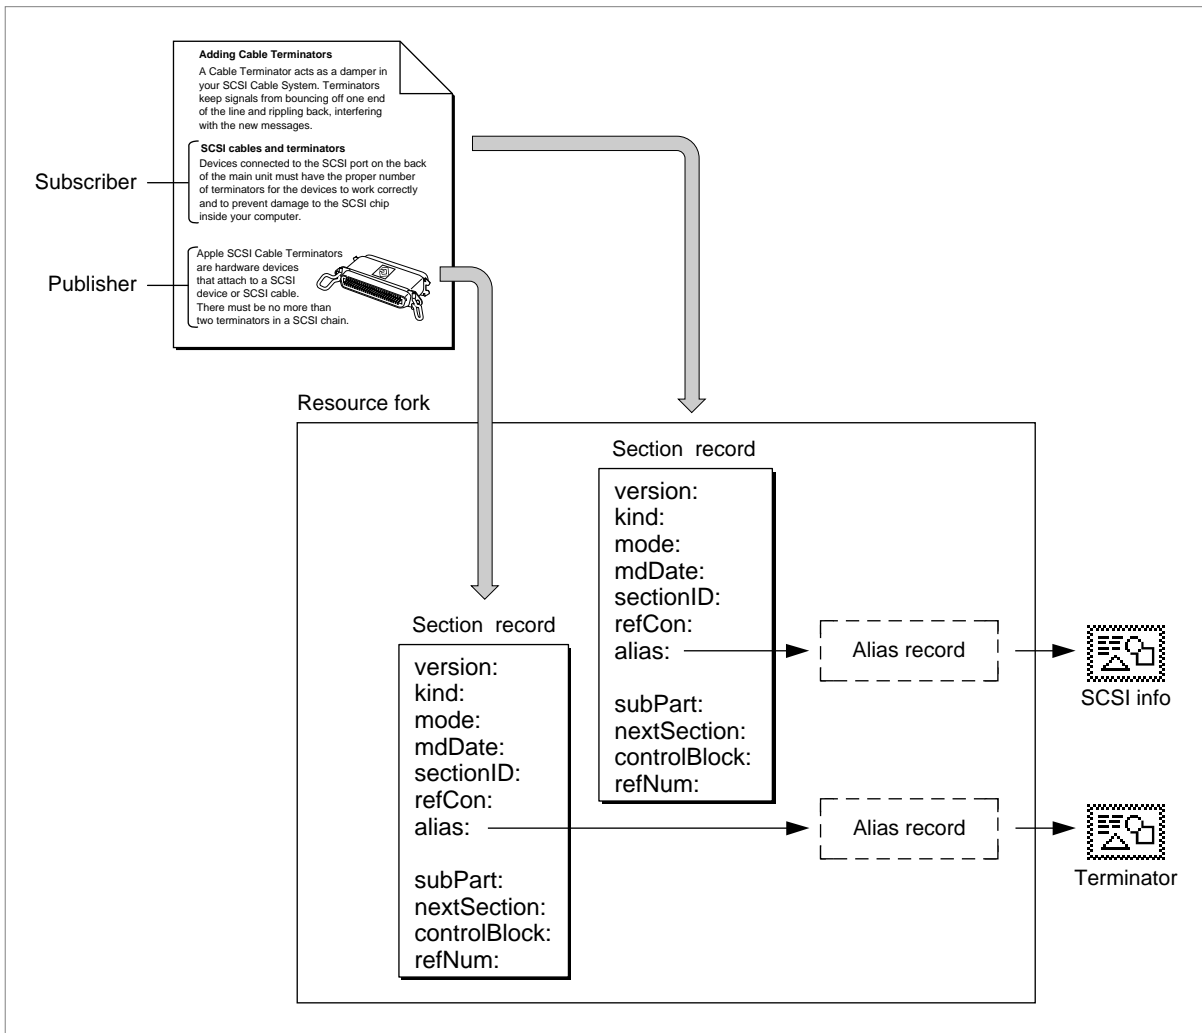 Adding Cable Terminators
A Cable Terminator acts as a damper in
your SCSI Cable System. Terminators
keep signals from bouncing off one end
of the line and rippling back, interfering
with the new messages.
SCSI cables and terminators
Devices connected to the SCSI port on the back
of the main unit must have the proper number
of terminators for the devices to work correctly
and to prevent damage to the SCSI chip
inside your computer.
Subscriber
Apple SCSI Cable Terminators
are hardware devices
that attach to a SCSI
device or SCSI cable.
There must be no more than
two terminators in a SCSI chain.
Publisher
Resource fork
Section record
version:
kind:
mode:
mdDate:
sectionID:
refCon:
alias:
subPart:
nextSection:
controlBlock:
refNum:
Alias record
SCSI info
Section record
version:
kind:
mode:
mdDate:
sectionID:
refCon:
alias:
subPart:
nextSection:
controlBlock:
refNum:
Alias record
Terminator